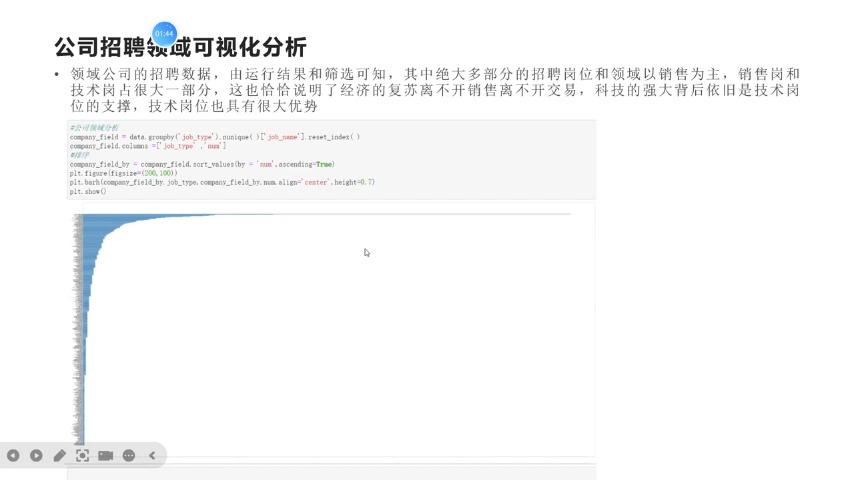 01:44
公司招聘领域可视化分析
• 领域公司的招聘数据，由运行结果和筛选可知，其中绝大多部分的招聘岗位和领域以销售为主，销售岗和
技术岗占很大一部分，这也恰恰说明了经济的复苏离不开销售离不开交易，科技的强大背后依旧是技术岗
位的支撑，技术岗位也具有很大优势
#公司领域分析
company_field = data.groupby('job_type').nunique( )['job_name'].reset_index( )
company_field.columns =['job_type' ,'num']
#排序
company_field_by = company_field.sort_values(by = 'num',ascending=True)
plt.figure(figsize=(200,100))
plt.barh(company_field_by.job_type,company_field_by.num,align='center',height=0.7)
plt.show()